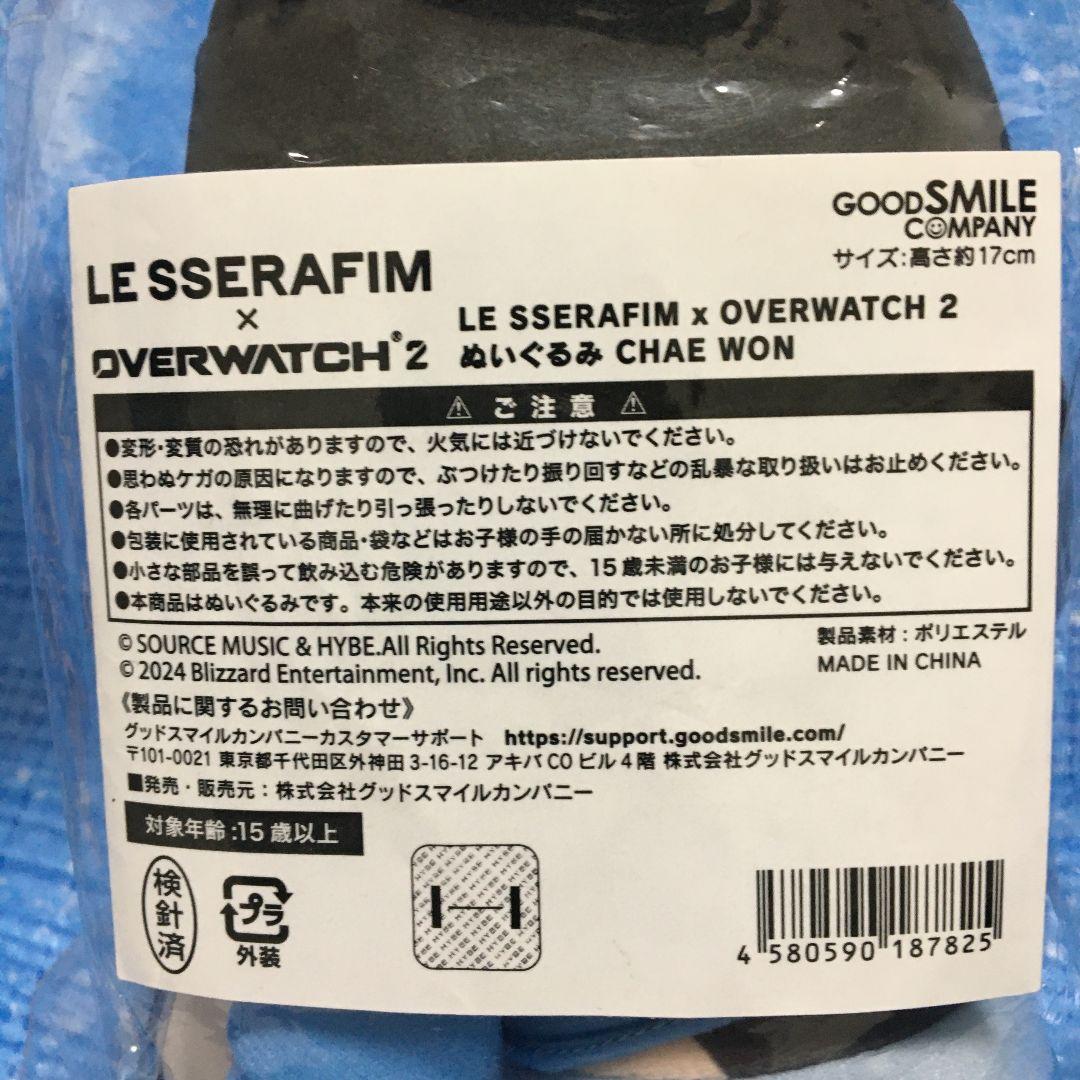 GOODSMILE
COMPANY
サイズ:高さ約17cm
LE SSERAFIM
×
OVERWATCH®2
LE SSERAFIM x OVERWATCH 2
ぬいぐるみ CHAE WON
⚠ ご注意 ⚠
●変形・変質の恐れがありますので、火気には近づけないでください。
●思わぬケガの原因になりますので、ぶつけたり振り回すなどの乱暴な取り扱いはお止めください。
●各パーツは、無理に曲げたり引っ張ったりしないでください。
●包装に使用されている商品・袋などはお子様の手の届かない所に処分してください。
●小さな部品を誤って飲み込む危険がありますので、15歳未満のお子様には与えないでください。
●本商品はぬいぐるみです。本来の使用用途以外の目的では使用しないでください。
© SOURCE MUSIC & HYBE.All Rights Reserved.
© 2024 Blizzard Entertainment, Inc. All rights reserved.
製品素材：ポリエステル
MADE IN CHINA
《製品に関するお問い合わせ》
グッドスマイルカンパニーカスタマーサポート https://support.goodsmile.com/
〒101-0021 東京都千代田区外神田3-16-12 アキバCOビル4階 株式会社グッドスマイルカンパニー
■発売・販売元：株式会社グッドスマイルカンパニー
対象年齢:15歳以上
検針済
プラ
外装
HYBE HYBE HYBE
4 580590 187825